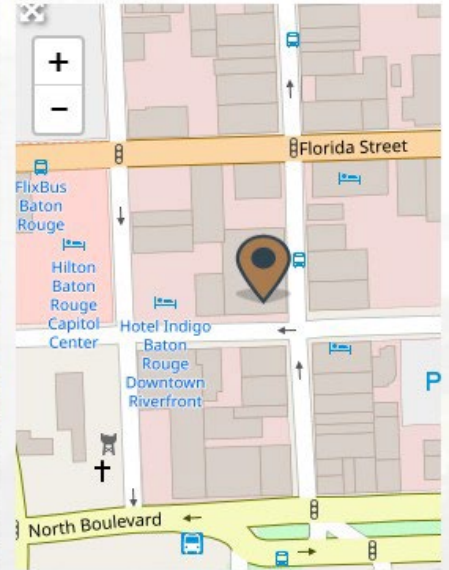 +
−
Florida Street
FlixBus
Baton
Rouge
Hilton
Baton
Rouge
Capitol
Center
Hotel Indigo
Baton
Rouge
Downtown
Riverfront
P
North Boulevard